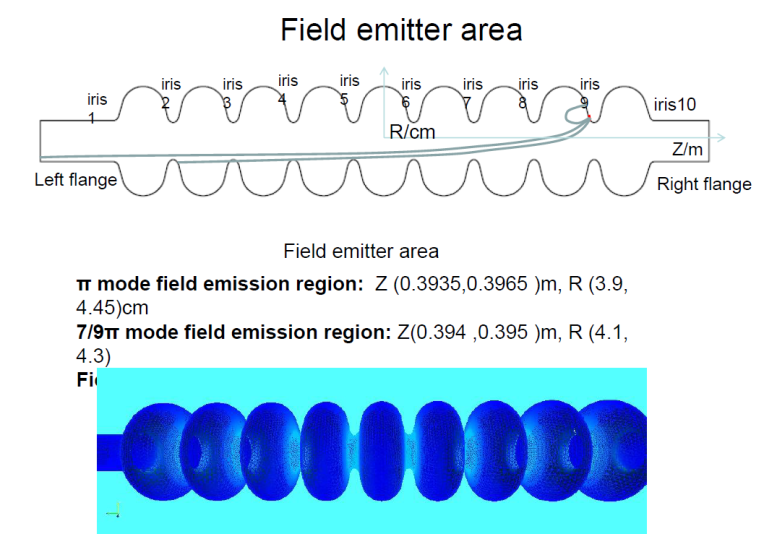 Field emitter area
iris 1
iris 2
iris 3
iris 4
iris 5
iris 6
iris 7
iris 8
iris 9
iris10
R/cm
Z/m
Left flange
Right flange
Field emitter area
π mode field emission region: Z (0.3935,0.3965 )m, R (3.9,
4.45)cm
7/9π mode field emission region: Z(0.394 ,0.395 )m, R (4.1,
4.3)